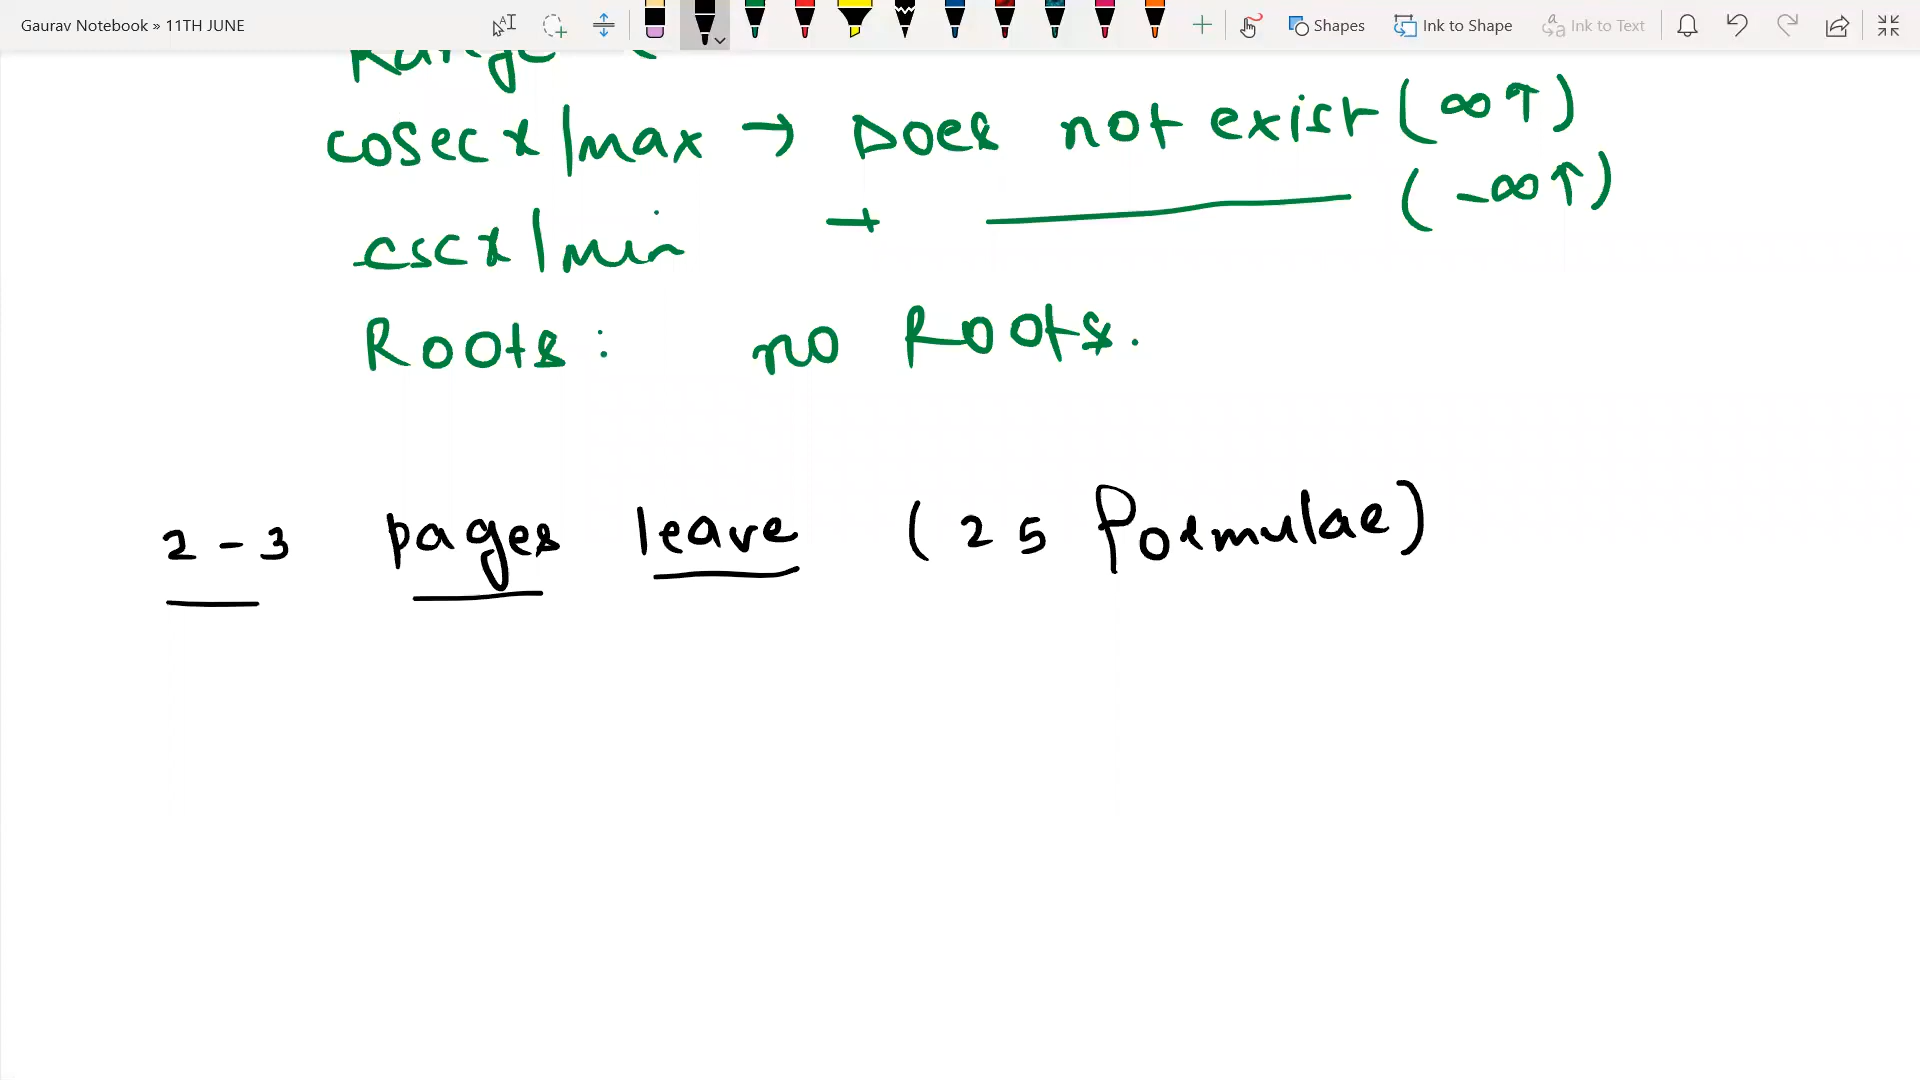 Gaurav Notebook » 11TH JUNE Shapes Ink to Shape Ink to Text
Range
cosec x|max → Does not exist (∞↑)
csc x|min → ———— (-∞↑)
Roots: no Roots.
2 - 3 pages leave (25 Formulae)